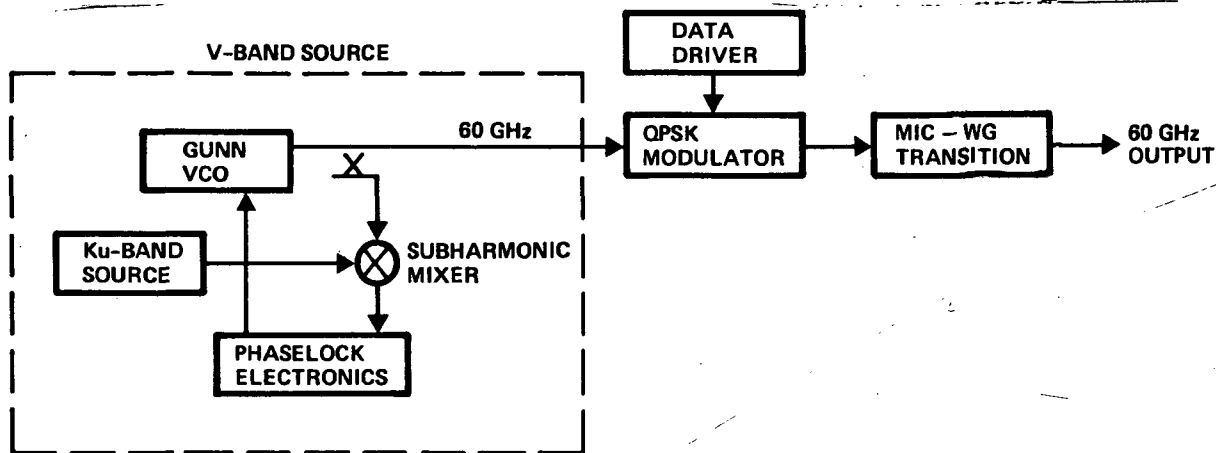 V-BAND SOURCE
DATA
DRIVER
GUNN
VCO
60 GHz
QPSK
MODULATOR
MIC – WG
TRANSITION
60 GHz
OUTPUT
Ku-BAND
SOURCE
SUBHARMONIC
MIXER
PHASELOCK
ELECTRONICS